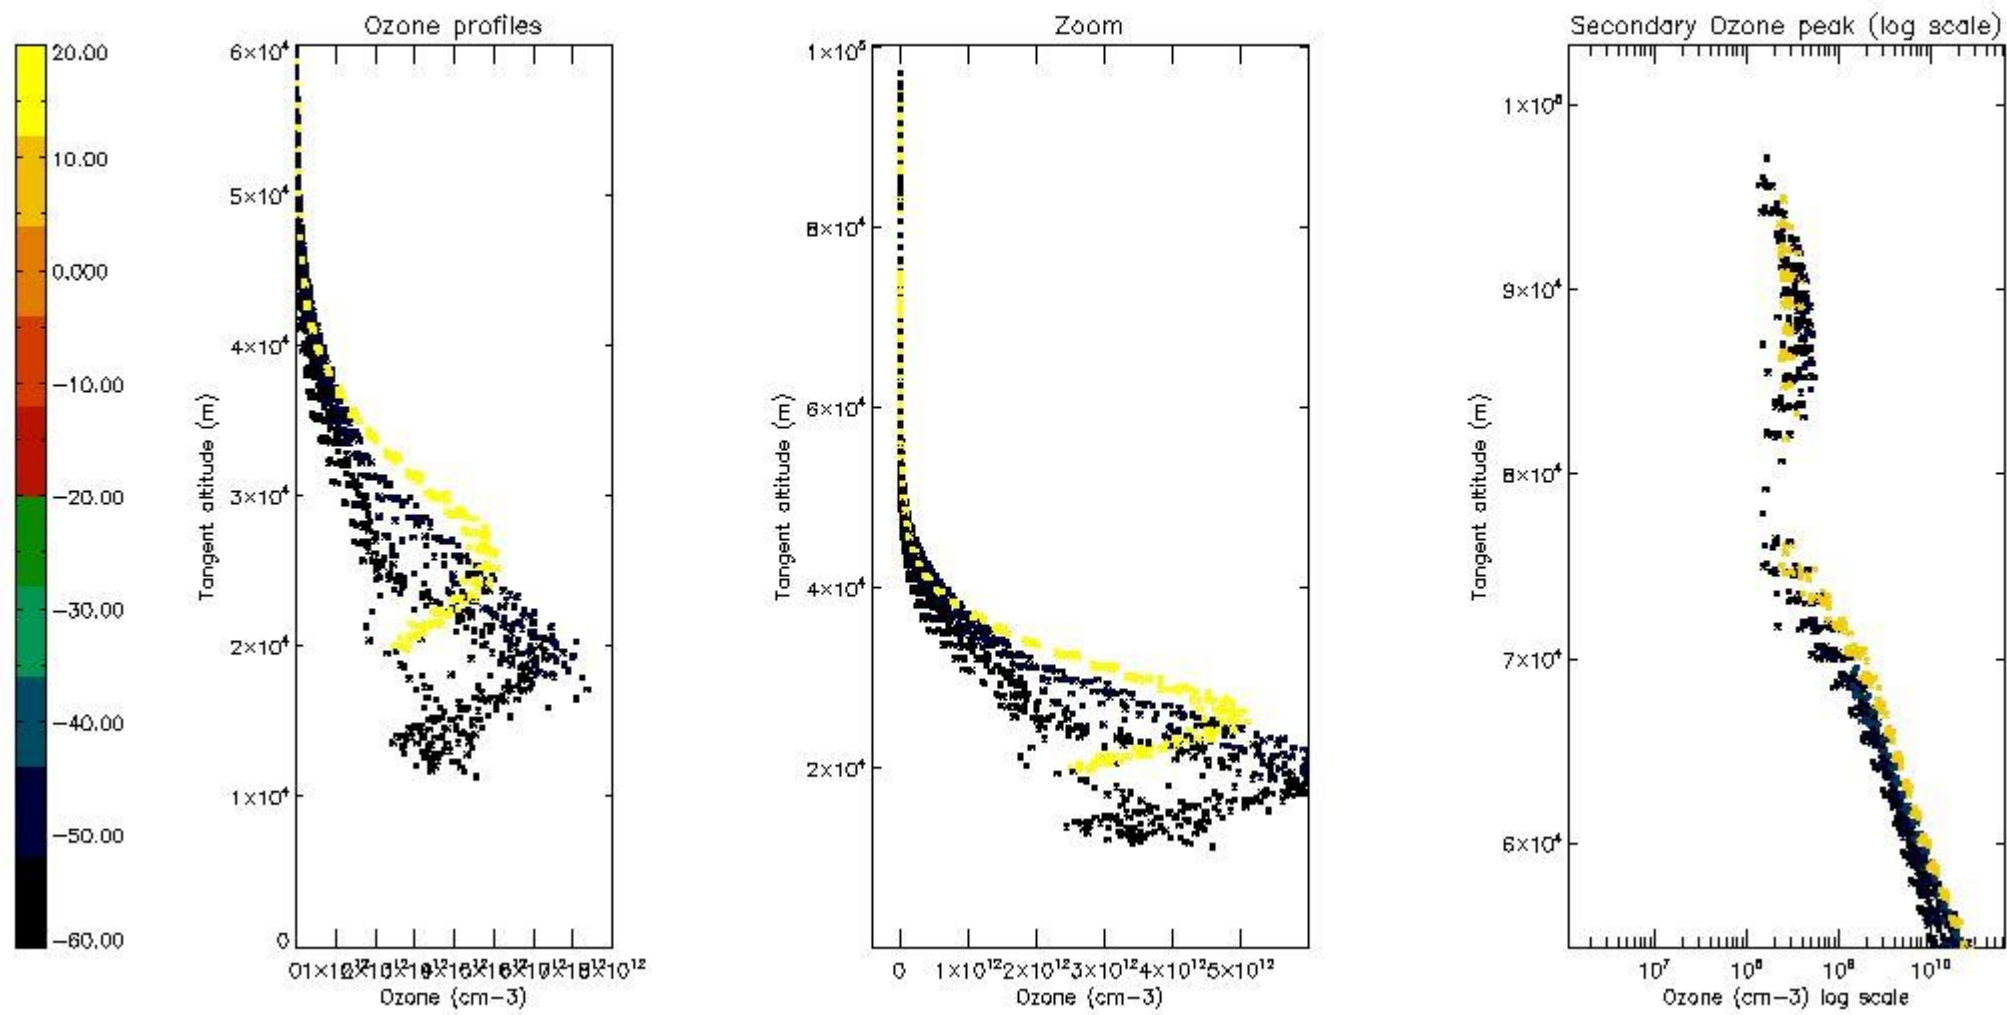 Ozone profiles
Zoom
Secondary Ozone peak (log scale)
20.00
10.00
0.000
−10.00
−20.00
−30.00
−40.00
−50.00
−60.00
6×10⁴
5×10⁴
4×10⁴
3×10⁴
2×10⁴
1×10⁴
0
Tangent altitude (m)
Ozone (cm−3)
1×10⁵
8×10⁴
6×10⁴
4×10⁴
2×10⁴
Tangent altitude (m)
0 1×10¹² 2×10¹² 3×10¹² 4×10¹² 5×10¹²
Ozone (cm−3)
9×10⁴
8×10⁴
7×10⁴
6×10⁴
Tangent altitude (m)
10⁷ 10⁸ 10⁹ 10¹⁰
Ozone (cm−3) log scale